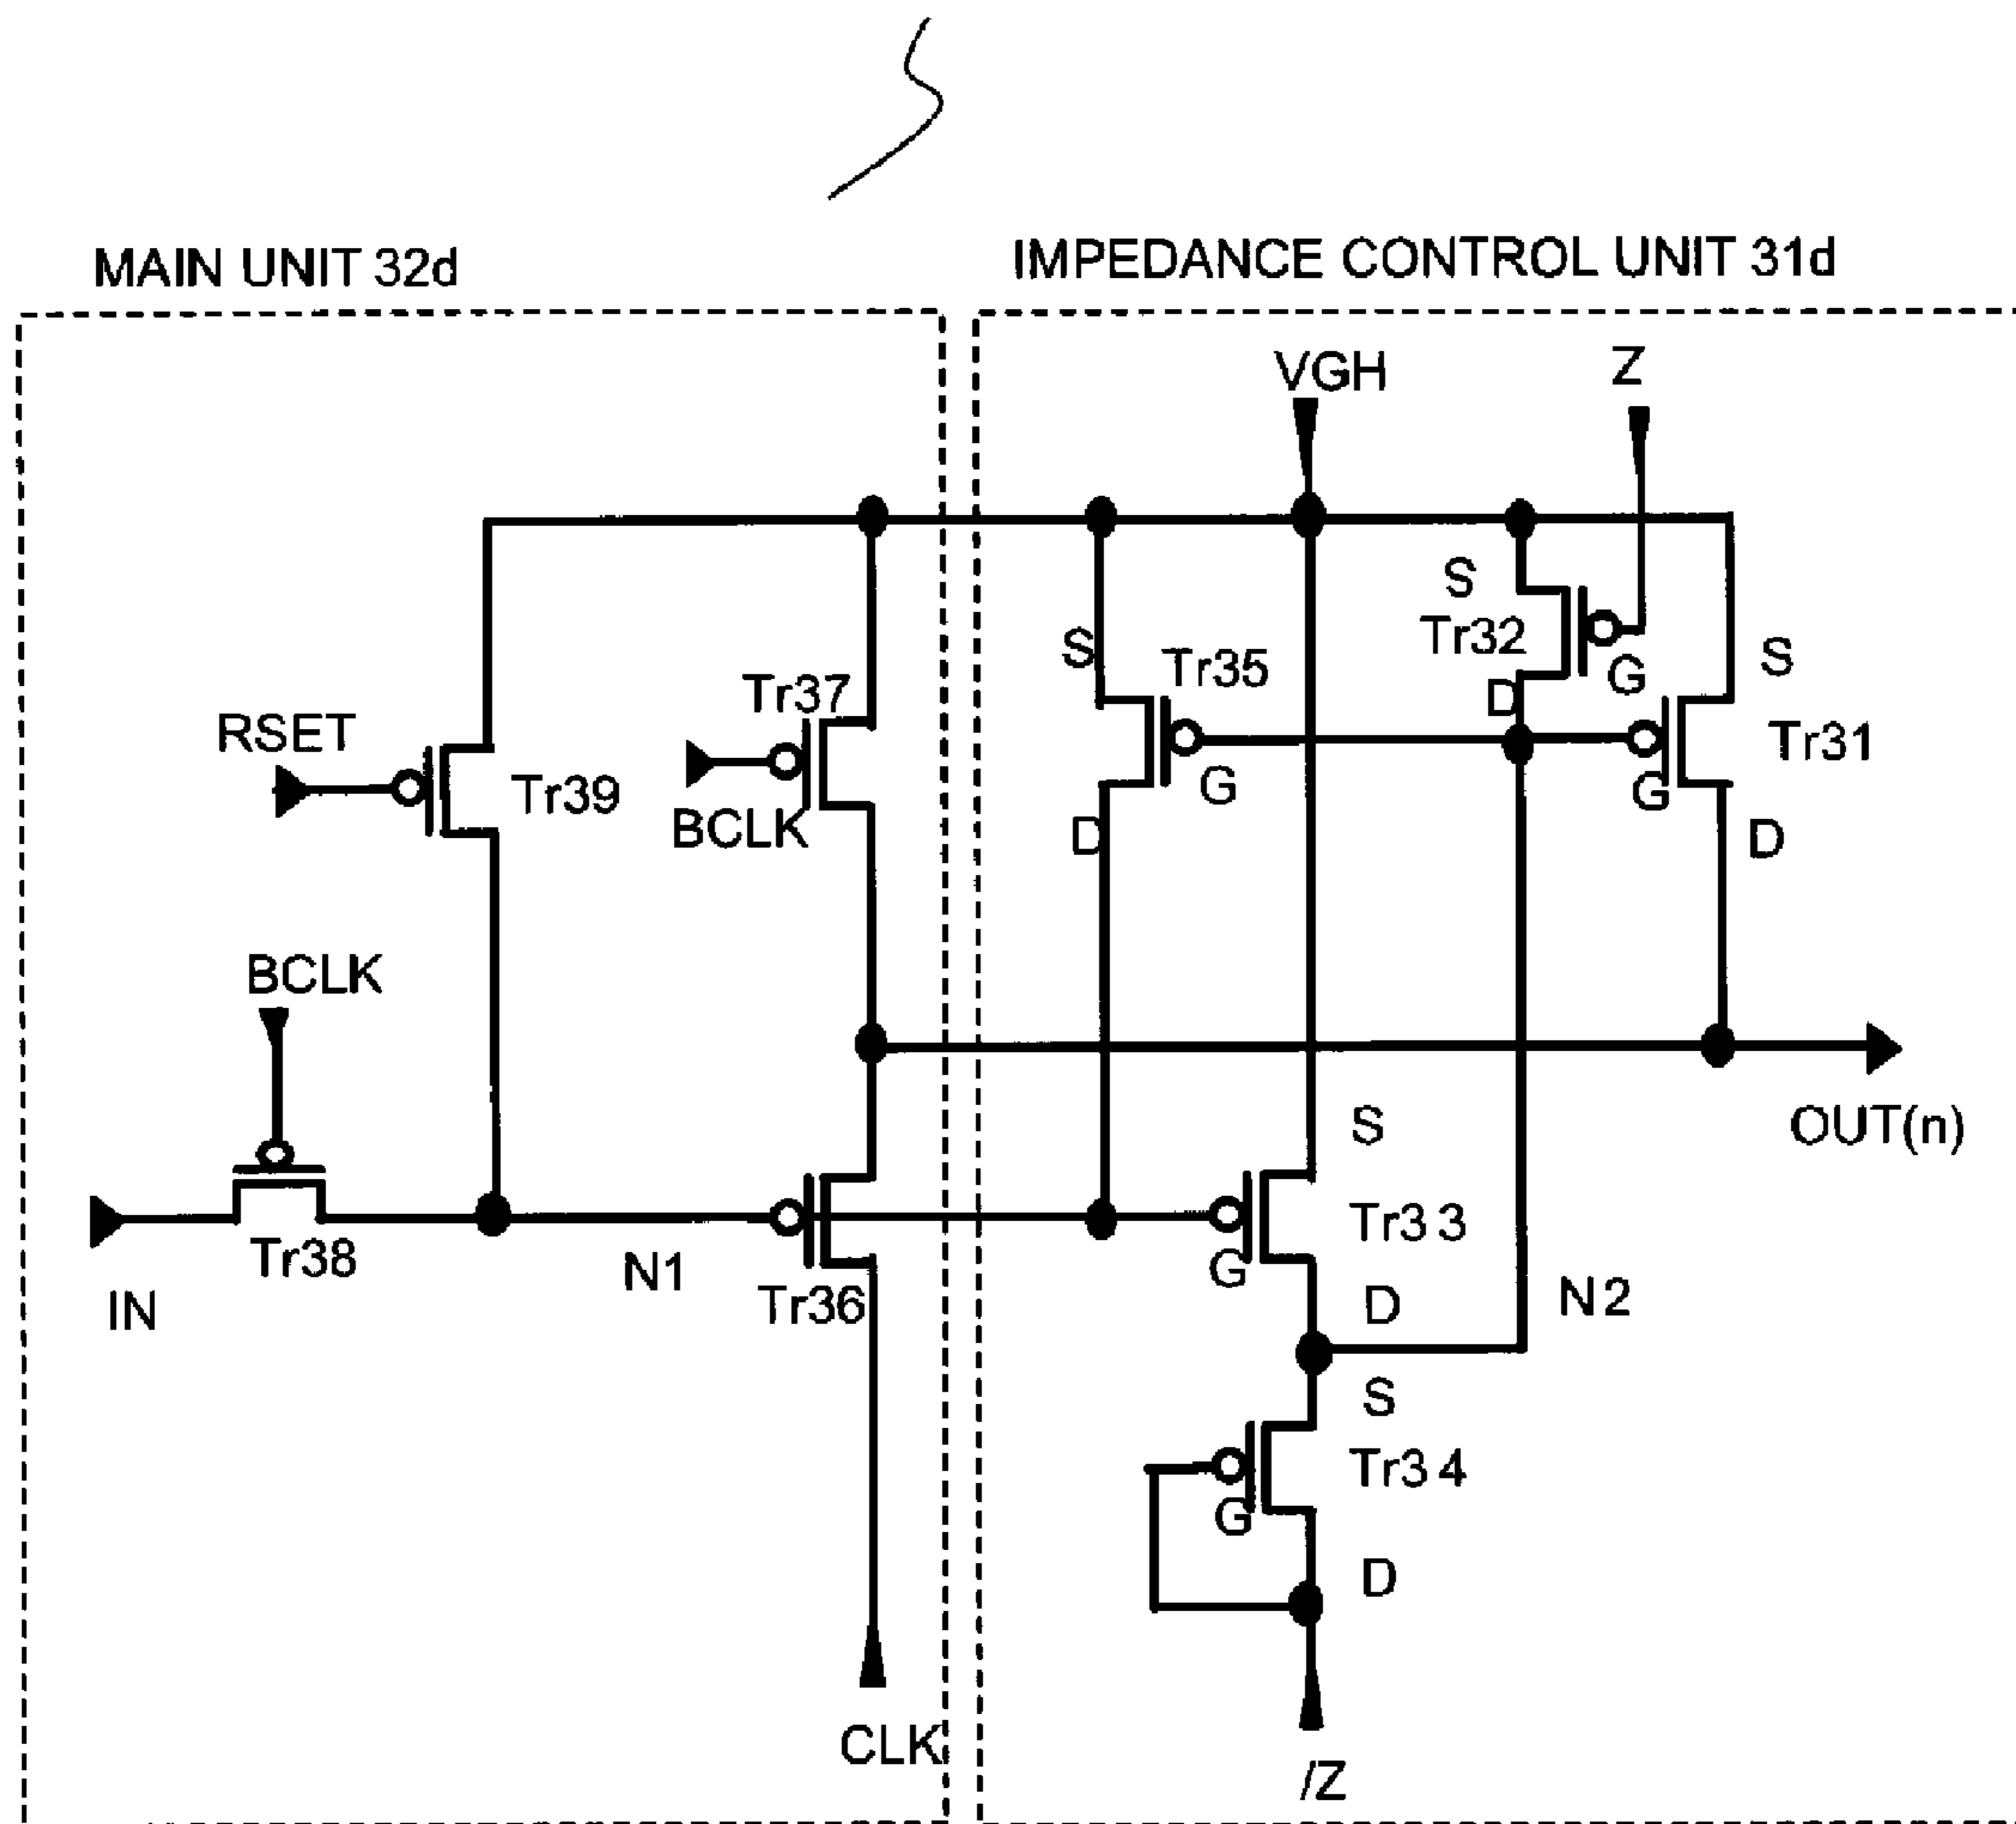 MAIN UNIT 32d
IMPEDANCE CONTROL UNIT 31d
VGH
Z
S
Tr32
G
D
S
Tr35
G
D
S
Tr31
G
D
Tr37
BCLK
RSET
Tr39
BCLK
IN
Tr38
N1
Tr36
CLK
OUT(n)
S
Tr33
G
D
N2
S
Tr34
G
D
/Z